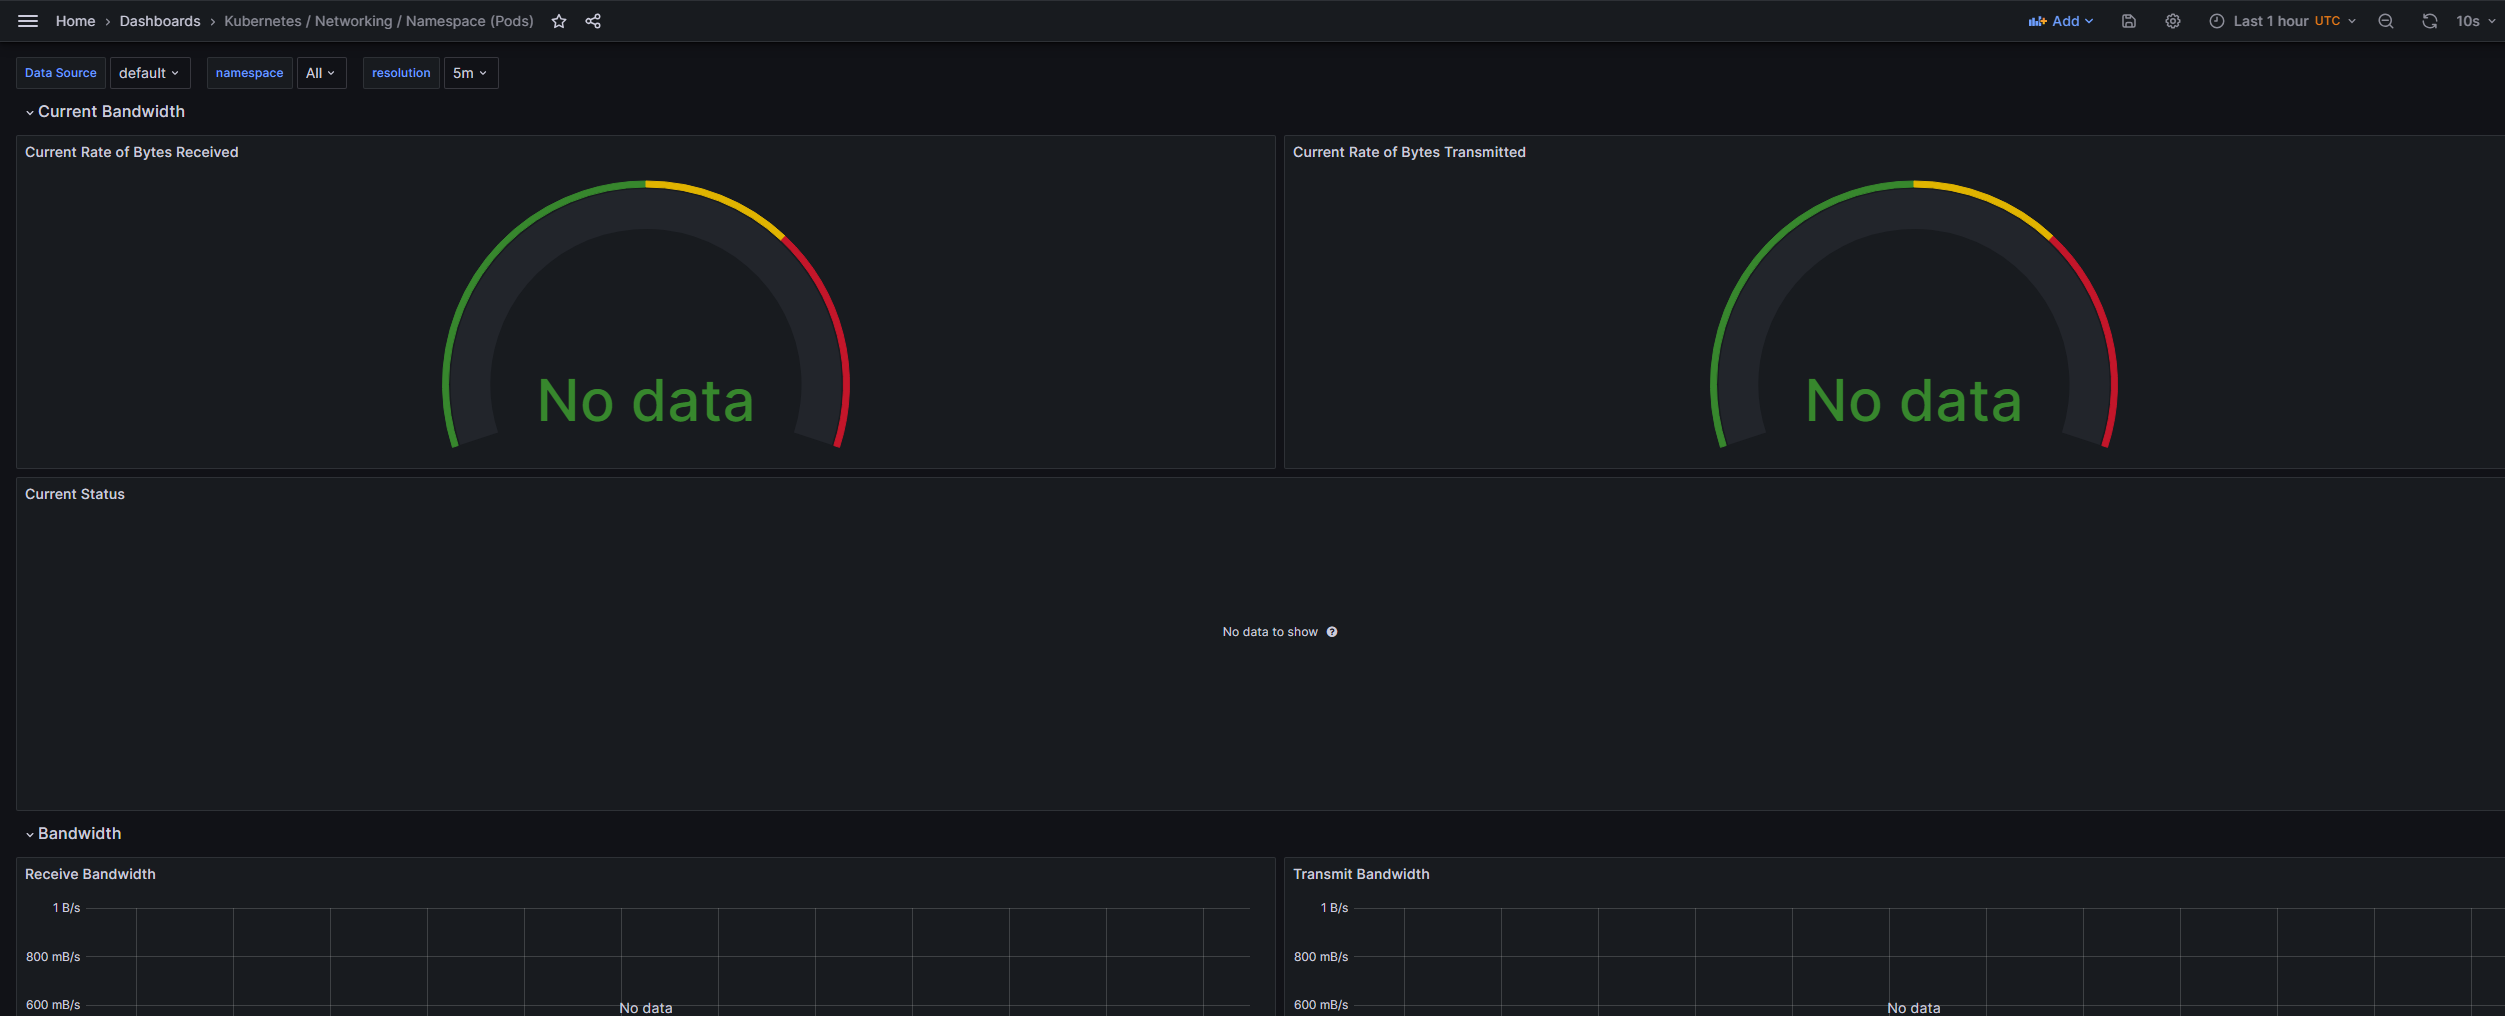 Home › Dashboards › Kubernetes / Networking / Namespace (Pods) Add Last 1 hour UTC 10s
Data Source default namespace All resolution 5m
Current Bandwidth
Current Rate of Bytes Received
No data
Current Rate of Bytes Transmitted
No data
Current Status
No data to show
Bandwidth
Receive Bandwidth
1 B/s
800 mB/s
600 mB/s
No data
Transmit Bandwidth
1 B/s
800 mB/s
600 mB/s
No data